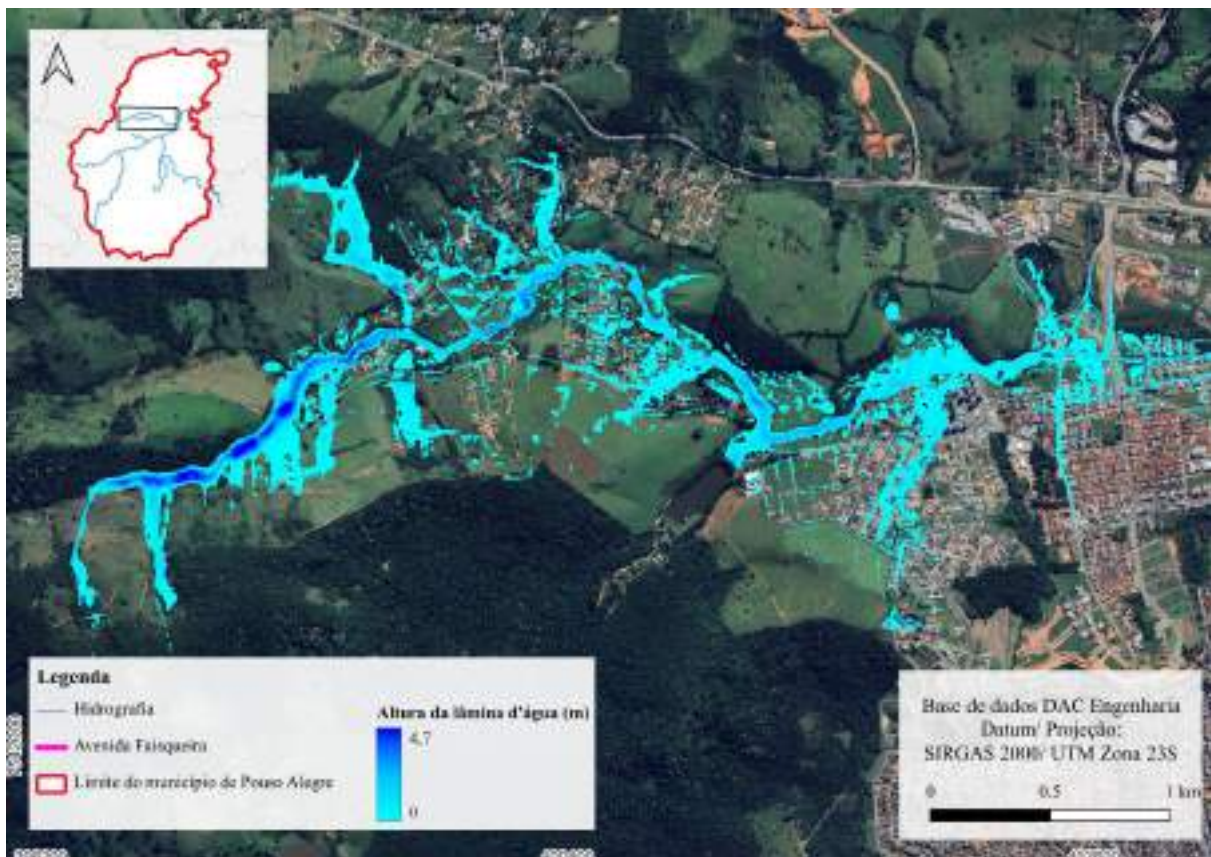 Legenda
Hidrografia
Avenida Faisqueira
Limite do município de Pouso Alegre
Altura da lâmina d'água (m)
4,7
0
Base de dados DAC Engenharia
Datum/ Projeção:
SIRGAS 2000/ UTM Zona 23S
0 0.5 1 km